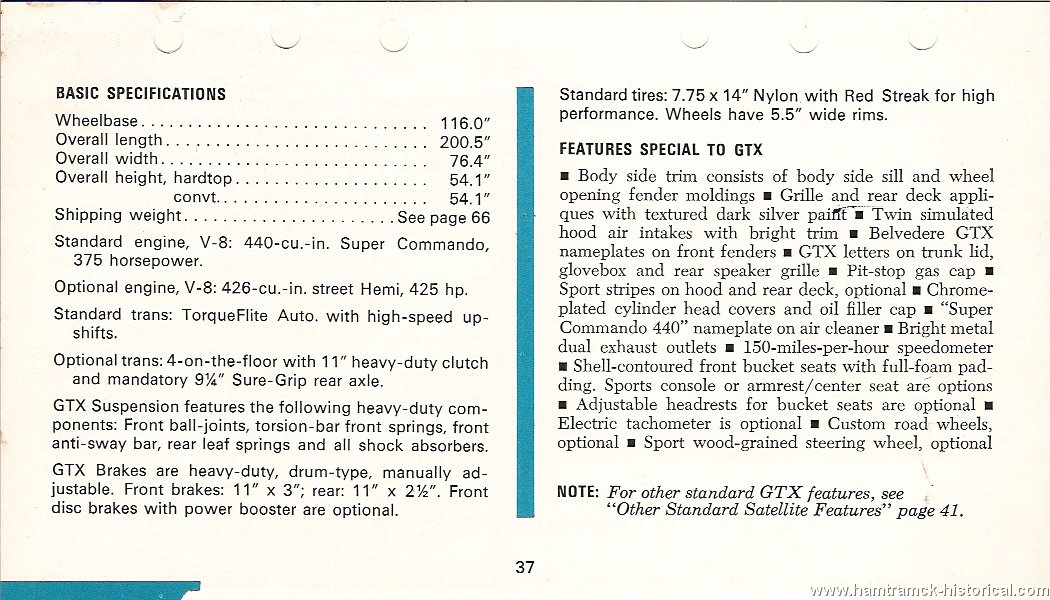 BASIC SPECIFICATIONS
Wheelbase.............................. 116.0″
Overall length........................... 200.5″
Overall width............................ 76.4″
Overall height, hardtop.................... 54.1″
convt...................... 54.1″
Shipping weight......................See page 66
Standard engine, V-8: 440-cu.-in. Super Commando,
375 horsepower.
Optional engine, V-8: 426-cu.-in. street Hemi, 425 hp.
Standard trans: TorqueFlite Auto. with high-speed up-
shifts.
Optional trans: 4-on-the-floor with 11″ heavy-duty clutch
and mandatory 9¾″ Sure-Grip rear axle.
GTX Suspension features the following heavy-duty com-
ponents: Front ball-joints, torsion-bar front springs, front
anti-sway bar, rear leaf springs and all shock absorbers.
GTX Brakes are heavy-duty, drum-type, manually ad-
justable. Front brakes: 11″ x 3″; rear: 11″ x 2½″. Front
disc brakes with power booster are optional.
Standard tires: 7.75 x 14″ Nylon with Red Streak for high
performance. Wheels have 5.5″ wide rims.
FEATURES SPECIAL TO GTX
■ Body side trim consists of body side sill and wheel
opening fender moldings ■ Grille and rear deck appli-
ques with textured dark silver paint ■ Twin simulated
hood air intakes with bright trim ■ Belvedere GTX
nameplates on front fenders ■ GTX letters on trunk lid,
glovebox and rear speaker grille ■ Pit-stop gas cap ■
Sport stripes on hood and rear deck, optional ■ Chrome-
plated cylinder head covers and oil filler cap ■ “Super
Commando 440” nameplate on air cleaner ■ Bright metal
dual exhaust outlets ■ 150-miles-per-hour speedometer
■ Shell-contoured front bucket seats with full-foam pad-
ding. Sports console or armrest/center seat are options
■ Adjustable headrests for bucket seats are optional ■
Electric tachometer is optional ■ Custom road wheels,
optional ■ Sport wood-grained steering wheel, optional
NOTE: For other standard GTX features, see
“Other Standard Satellite Features” page 41.
37
www.hamtramck-historical.com